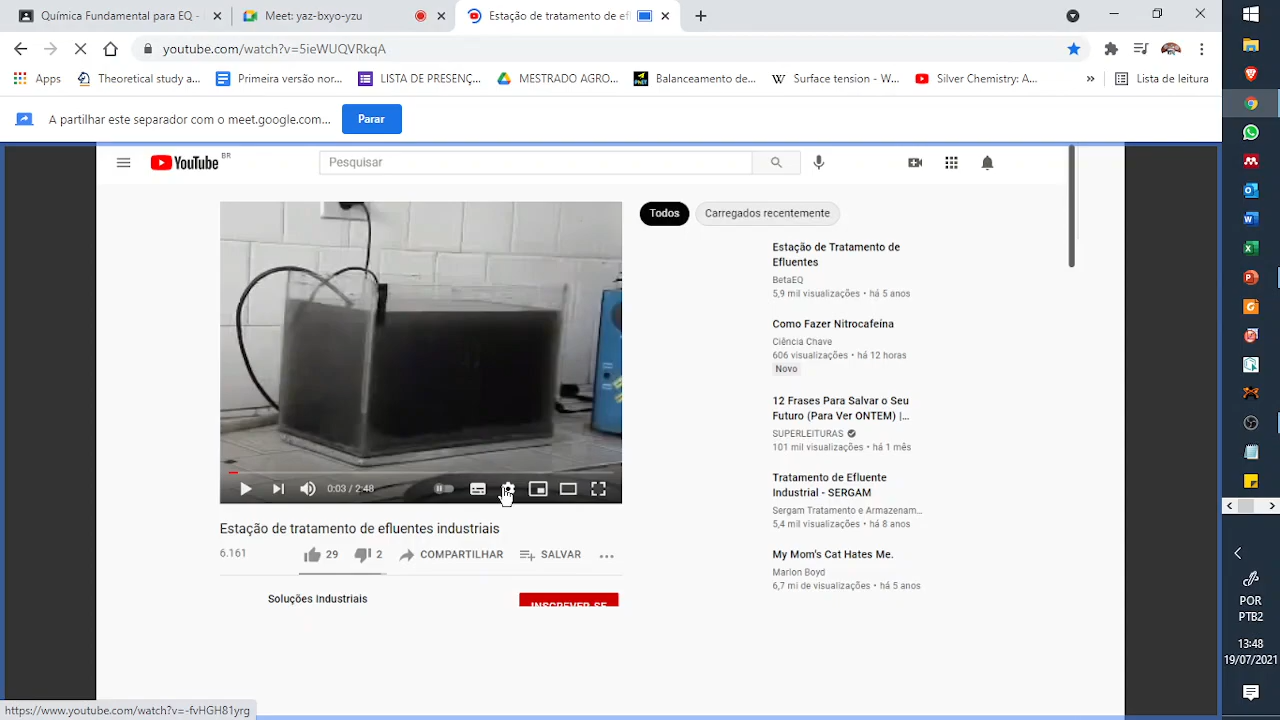 Química Fundamental para EQ -
Meet: yaz-bxyo-yzu
Estação de tratamento de ef
youtube.com/watch?v=5ieWUQVRkqA
Apps
Theoretical study a...
Primeira versão nor...
LISTA DE PRESENÇ...
MESTRADO AGRO...
Balanceamento de...
Surface tension - W...
Silver Chemistry: A...
»
Lista de leitura
A partilhar este separador com o meet.google.com...
Parar
YouTube BR
Pesquisar
Todos
Carregados recentemente
Estação de Tratamento de
Efluentes
BetaEQ
5,9 mil visualizações • há 5 anos
Como Fazer Nitrocafeína
Ciência Chave
606 visualizações • há 12 horas
Novo
12 Frases Para Salvar o Seu
Futuro (Para Ver ONTEM) |...
SUPERLEITURAS
101 mil visualizações • há 1 mês
Tratamento de Efluente
Industrial - SERGAM
Sergam Tratamento e Armazenam...
5,4 mil visualizações • há 8 anos
My Mom's Cat Hates Me.
Marion Boyd
6,7 mi de visualizações • há 5 anos
0:03 / 2:48
Estação de tratamento de efluentes industriais
6.161
29
2
COMPARTILHAR
SALVAR
Soluções Industriais
INSCREVER-SE
https://www.youtube.com/watch?v=-fvHGH81yrg
POR
PTB2
13:48
19/07/2021